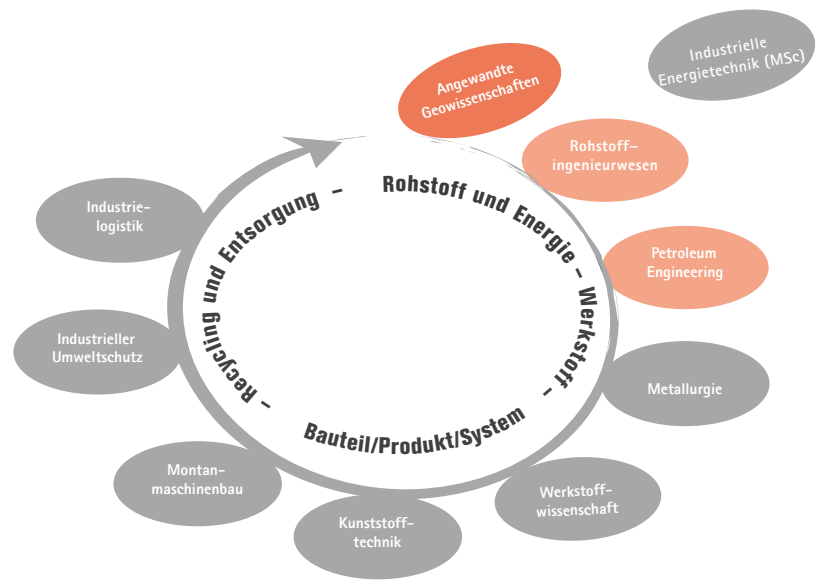 Industrielle
Energietechnik (MSc)
Angewandte
Geowissenschaften
Rohstoff–
ingenieurwesen
Petroleum
Engineering
Metallurgie
Werkstoff–
wissenschaft
Kunststoff–
technik
Montan–
maschinenbau
Industrieller
Umweltschutz
Industrie–
logistik
Rohstoff und Energie – Werkstoff – Bauteil/Produkt/System – Recycling und Entsorgung –